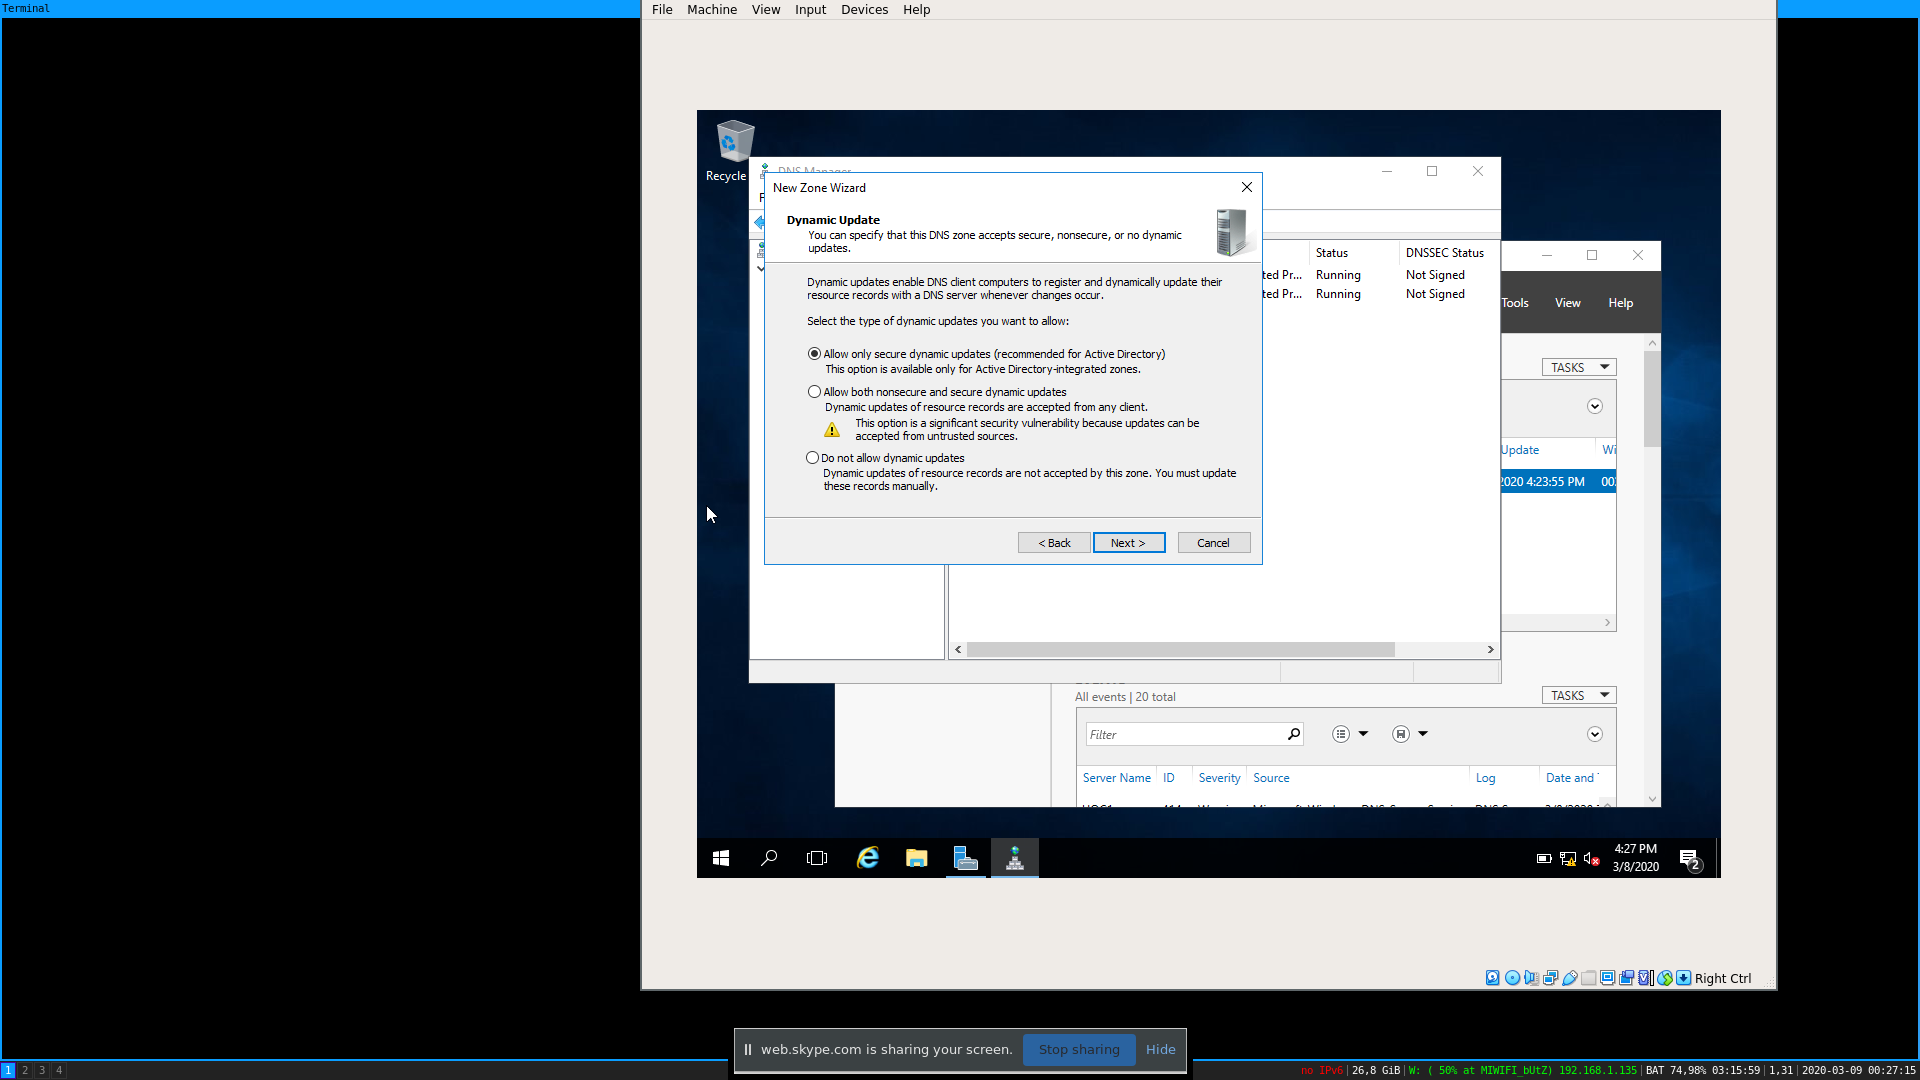 Terminal
File Machine View Input Devices Help
Recycle
DNS Manager
New Zone Wizard
Dynamic Update
You can specify that this DNS zone accepts secure, nonsecure, or no dynamic
updates.
Dynamic updates enable DNS client computers to register and dynamically update their
resource records with a DNS server whenever changes occur.
Select the type of dynamic updates you want to allow:
Allow only secure dynamic updates (recommended for Active Directory)
This option is available only for Active Directory-integrated zones.
Allow both nonsecure and secure dynamic updates
Dynamic updates of resource records are accepted from any client.
This option is a significant security vulnerability because updates can be
accepted from untrusted sources.
Do not allow dynamic updates
Dynamic updates of resource records are not accepted by this zone. You must update
these records manually.
< Back Next > Cancel
Status DNSSEC Status
ted Pr... Running Not Signed
ted Pr... Running Not Signed
Tools View Help
TASKS
Update Wi
2020 4:23:55 PM 00
All events | 20 total
TASKS
Filter
Server Name ID Severity Source Log Date and
4:27 PM
3/8/2020
2
Right Ctrl
web.skype.com is sharing your screen. Stop sharing Hide
1 2 3 4
no IPv6|26,8 GiB|W: ( 50% at MIWIFI_bUtZ) 192.168.1.135|BAT 74,98% 03:15:59|1,31|2020-03-09 00:27:15